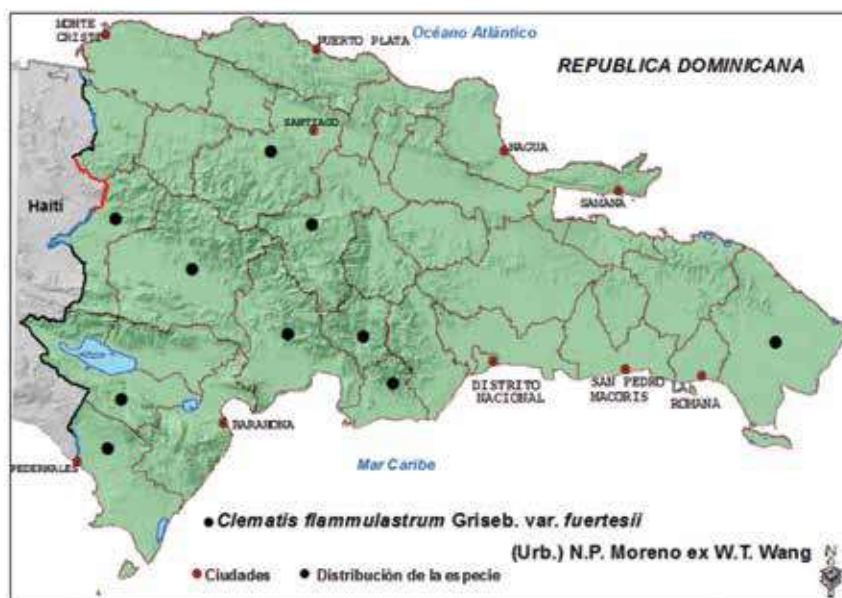 MONTE
CRISTI
PUERTO PLATA
Océano Atlántico
REPUBLICA DOMINICANA
SANTIAGO
NAGUA
SAMANA
Haití
DISTRITO
NACIONAL
SAN PEDRO
MACORIS
LA
ROMANA
BARAHONA
PEDERNALES
Mar Caribe
Clematis flammulastrum Griseb. var. fuertesii
(Urb.) N.P. Moreno ex W.T. Wang
Ciudades
Distribución de la especie
N